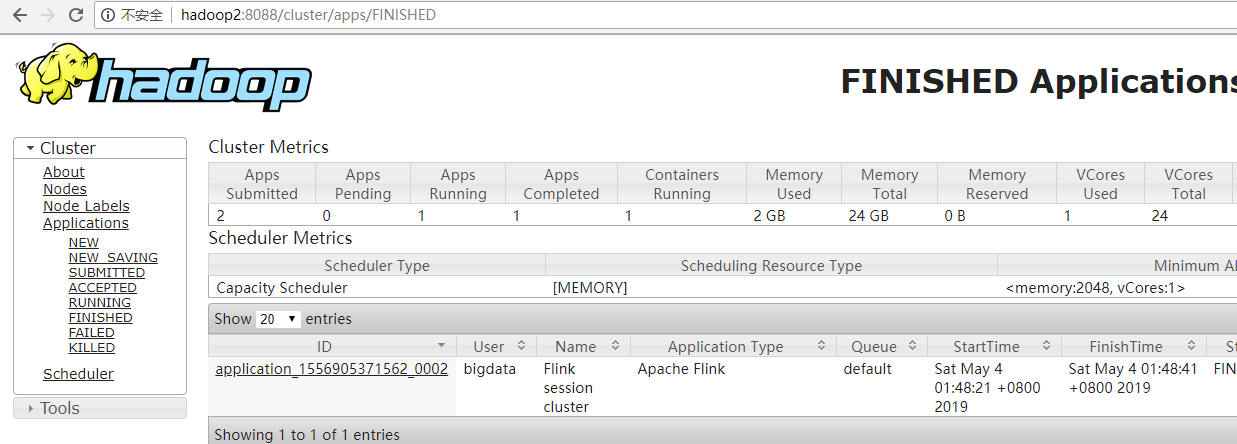 不安全 hadoop2:8088/cluster/apps/FINISHED
hadoop
FINISHED Applications
Cluster
About
Nodes
Node Labels
Applications
NEW
NEW_SAVING
SUBMITTED
ACCEPTED
RUNNING
FINISHED
FAILED
KILLED
Scheduler
Tools
Cluster Metrics
Apps Submitted Apps Pending Apps Running Apps Completed Containers Running Memory Used Memory Total Memory Reserved VCores Used VCores Total
2 0 1 1 1 2 GB 24 GB 0 B 1 24
Scheduler Metrics
Scheduler Type Scheduling Resource Type Minimum Al
Capacity Scheduler [MEMORY] <memory:2048, vCores:1>
Show 20 entries
ID User Name Application Type Queue StartTime FinishTime St
application_1556905371562_0002 bigdata Flink session cluster Apache Flink default Sat May 4 01:48:21 +0800 2019 Sat May 4 01:48:41 +0800 2019 FIN
Showing 1 to 1 of 1 entries